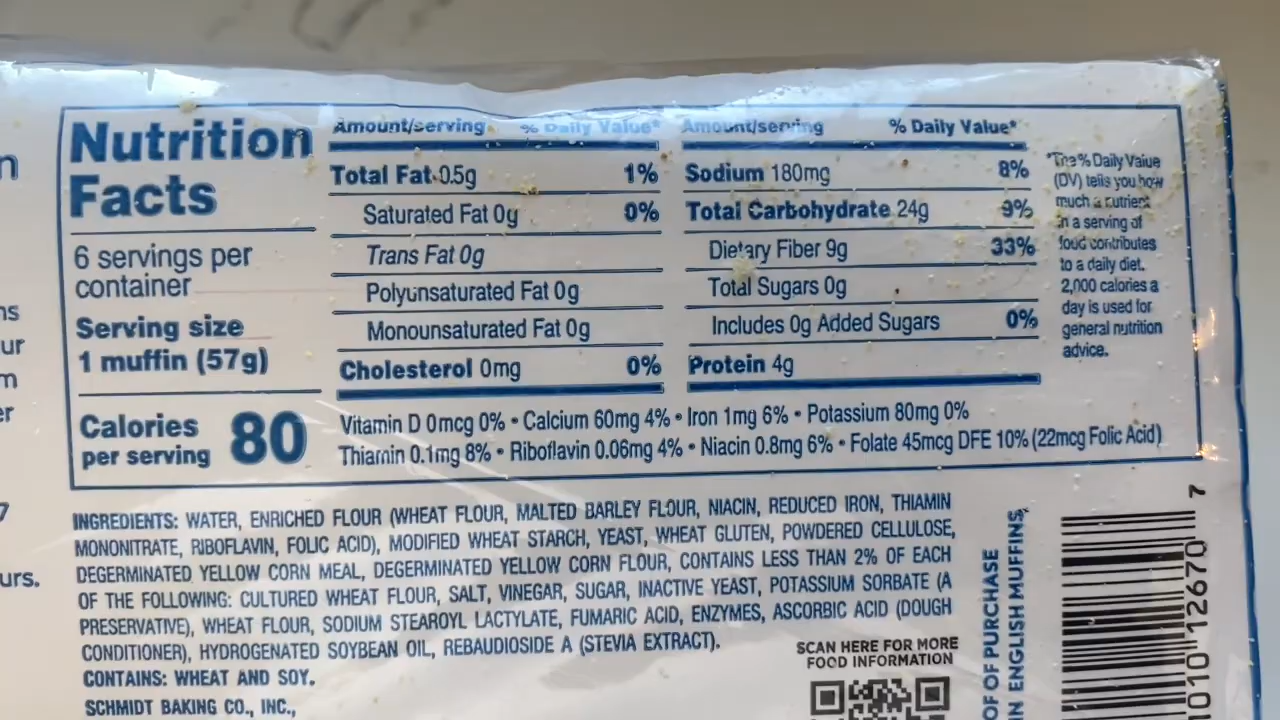 Nutrition
Facts
6 servings per
container
Serving size
1 muffin (57g)
Calories
per serving 80
Amount/serving % Daily Value*
Total Fat 0.5g 1%
Saturated Fat 0g 0%
Trans Fat 0g
Polyunsaturated Fat 0g
Monounsaturated Fat 0g
Cholesterol 0mg 0%
Amount/serving % Daily Value*
Sodium 180mg 8%
Total Carbohydrate 24g 9%
Dietary Fiber 9g 33%
Total Sugars 0g
Includes 0g Added Sugars 0%
Protein 4g
*The % Daily Value
(DV) tells you how
much a nutrient
in a serving of
food contributes
to a daily diet.
2,000 calories a
day is used for
general nutrition
advice.
Vitamin D 0mcg 0% • Calcium 60mg 4% • Iron 1mg 6% • Potassium 80mg 0%
Thiamin 0.1mg 8% • Riboflavin 0.06mg 4% • Niacin 0.8mg 6% • Folate 45mcg DFE 10% (22mcg Folic Acid)
INGREDIENTS: WATER, ENRICHED FLOUR (WHEAT FLOUR, MALTED BARLEY FLOUR, NIACIN, REDUCED IRON, THIAMIN
MONONITRATE, RIBOFLAVIN, FOLIC ACID), MODIFIED WHEAT STARCH, YEAST, WHEAT GLUTEN, POWDERED CELLULOSE,
DEGERMINATED YELLOW CORN MEAL, DEGERMINATED YELLOW CORN FLOUR, CONTAINS LESS THAN 2% OF EACH
OF THE FOLLOWING: CULTURED WHEAT FLOUR, SALT, VINEGAR, SUGAR, INACTIVE YEAST, POTASSIUM SORBATE (A
PRESERVATIVE), WHEAT FLOUR, SODIUM STEAROYL LACTYLATE, FUMARIC ACID, ENZYMES, ASCORBIC ACID (DOUGH
CONDITIONER), HYDROGENATED SOYBEAN OIL, REBAUDIOSIDE A (STEVIA EXTRACT).
CONTAINS: WHEAT AND SOY.
SCHMIDT BAKING CO., INC.,
SCAN HERE FOR MORE
FOOD INFORMATION
OF OF PURCHASE
IN ENGLISH MUFFINS,
010 12670 7
n
ns
ur
m
er
7
urs.